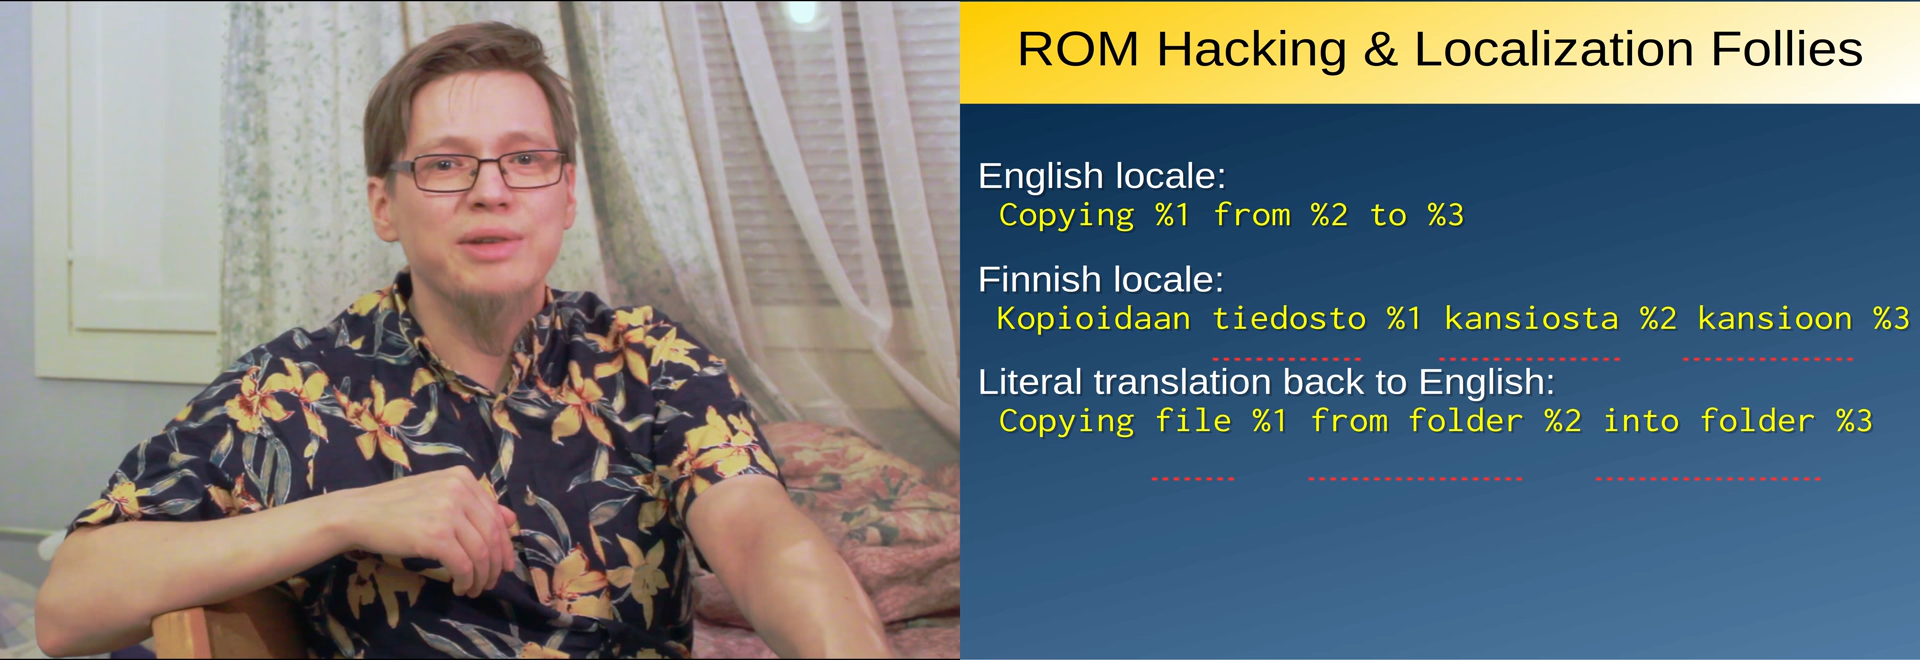 ROM Hacking & Localization Follies
English locale:
Copying %1 from %2 to %3
Finnish locale:
Kopioidaan tiedosto %1 kansiosta %2 kansioon %3
Literal translation back to English:
Copying file %1 from folder %2 into folder %3